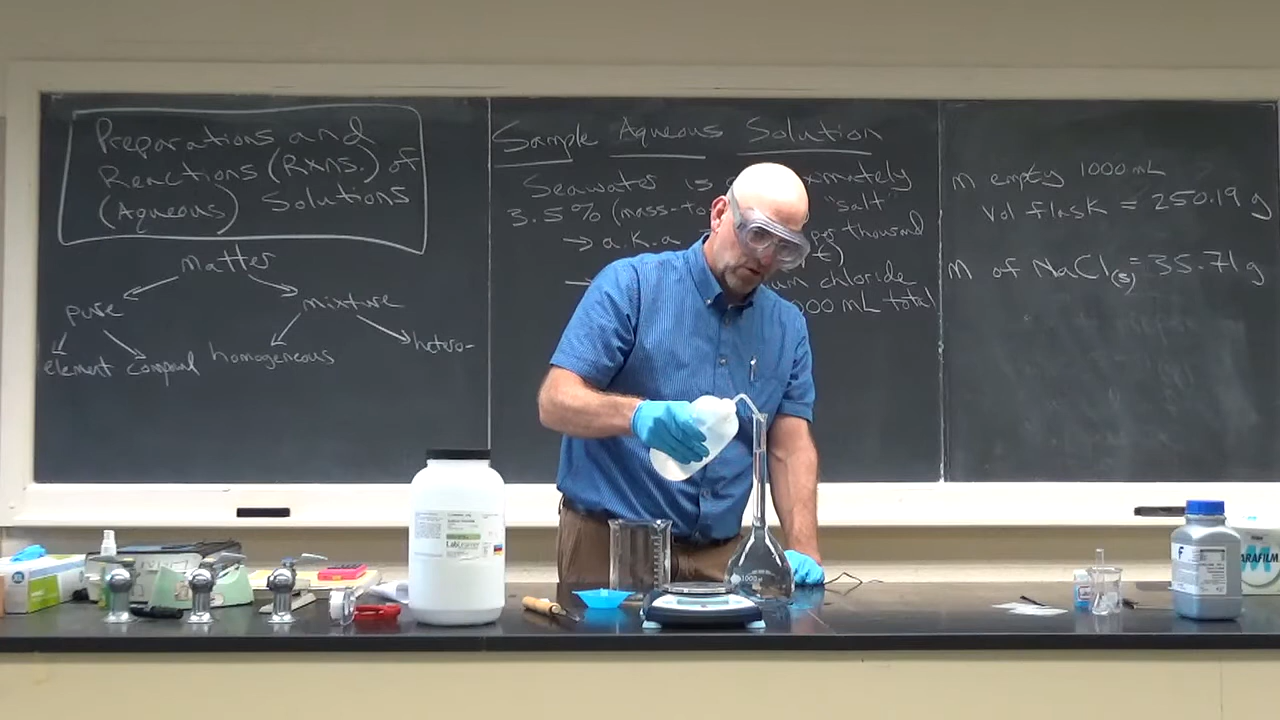 Preparations and
Reactions (Rxns.) of
(Aqueous) Solutions
matter
pure
mixture
element
compound
homogeneous
hetero-
Sample Aqueous Solution
Seawater is
3.5% (mass-to- "salt"
→ a.k.a. per thousand
chloride
000 mL total
m empty 1000 mL
vol flask = 250.19 g
m of NaCl(s) = 35.71 g
LabLearner
1000
F
PARAFILM